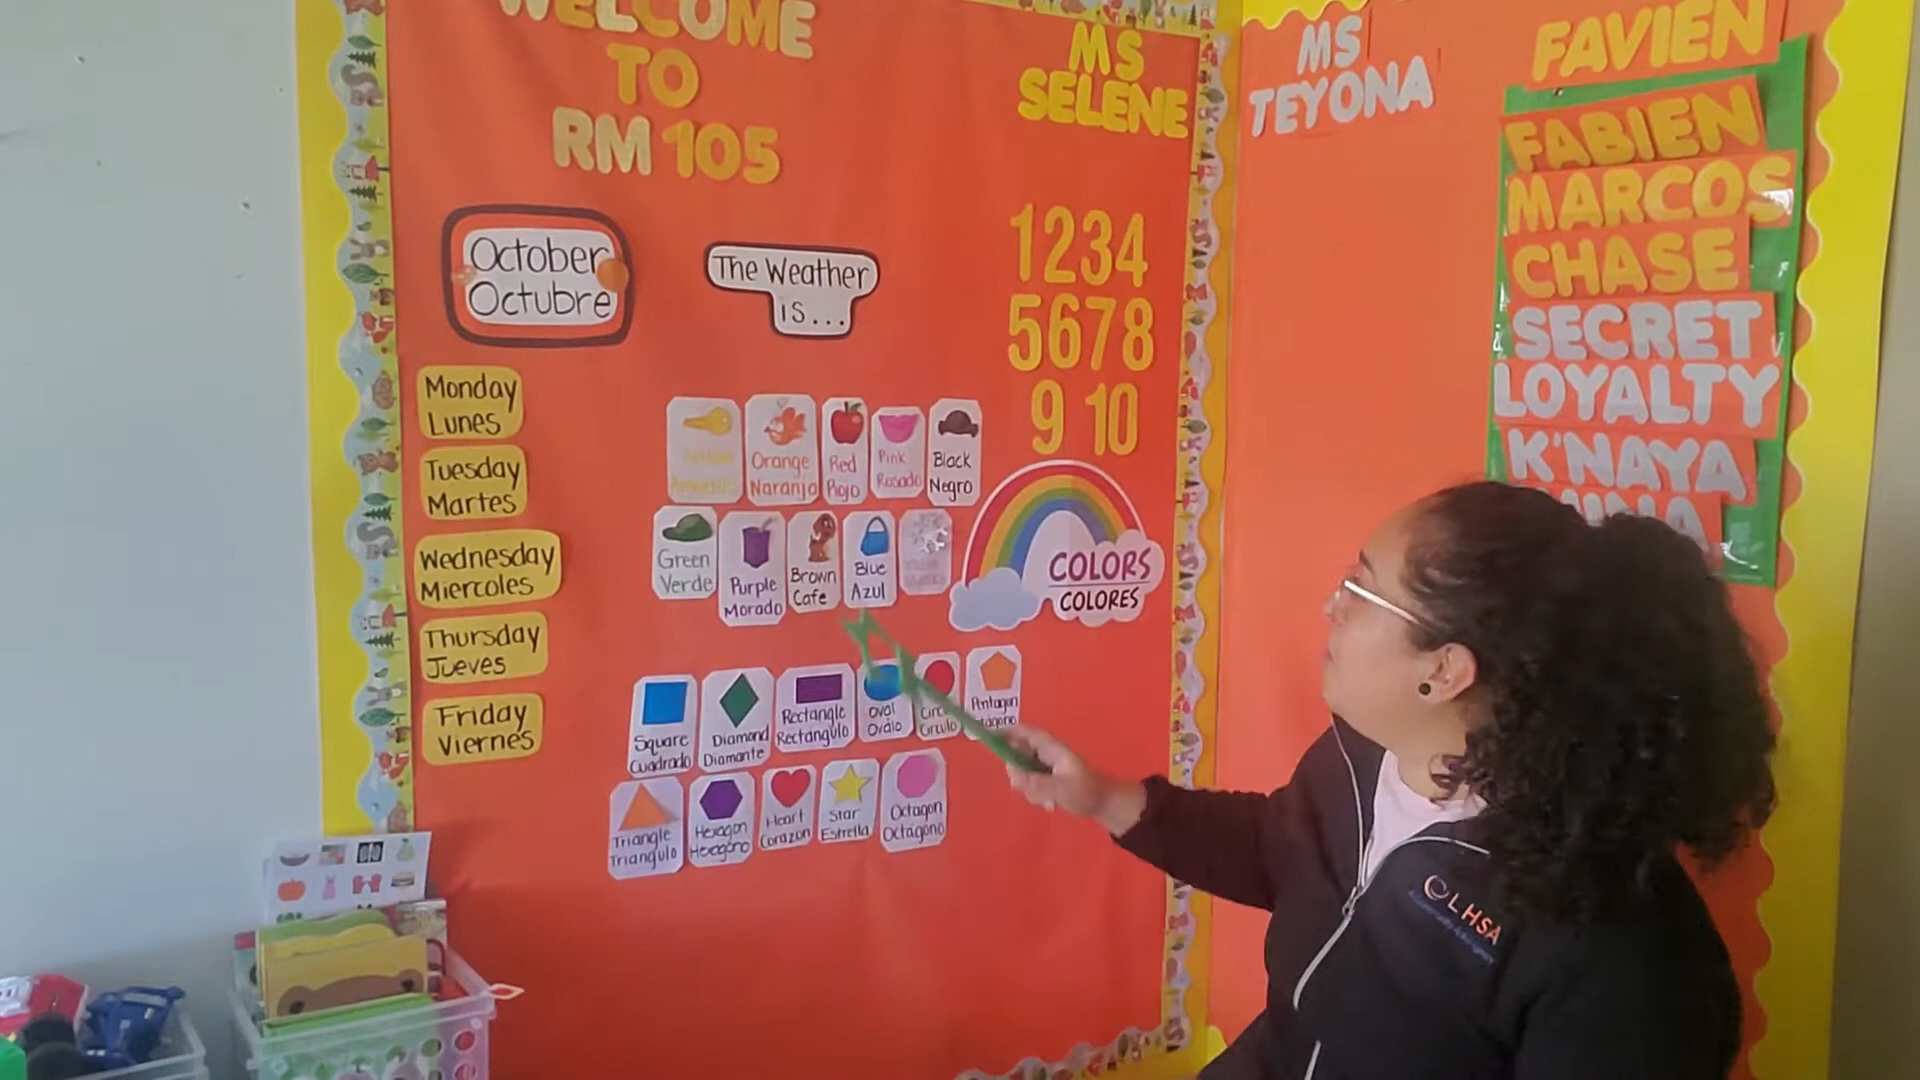 WELCOME
TO
RM 105
MS
SELENE
MS
TEYONA
FAVIEN
FABIEN
MARCOS
CHASE
SECRET
LOYALTY
K'NAYA
October
Octubre
The Weather
is...
1234
5678
9 10
Monday
Lunes
Tuesday
Martes
Wednesday
Miercoles
Thursday
Jueves
Friday
Viernes
Orange
Naranja
Red
Rojo
Pink
Rosado
Black
Negro
Green
Verde
Purple
Morado
Brown
Cafe
Blue
Azul
COLORS
COLORES
Square
Cuadrado
Diamond
Diamante
Rectangle
Rectangulo
Oval
Ovalo
Circulo
Pentagon
Triangle
Triangulo
Hexagon
Hexagono
Heart
Corazon
Star
Estrella
Octagon
Octagono
LHSA